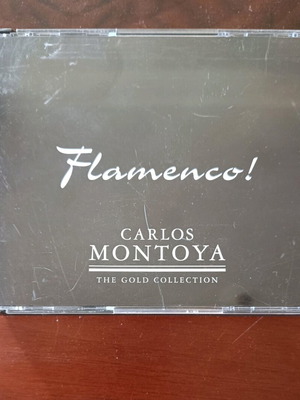 Flamenco!
CARLOS
MONTOYA
THE GOLD COLLECTION